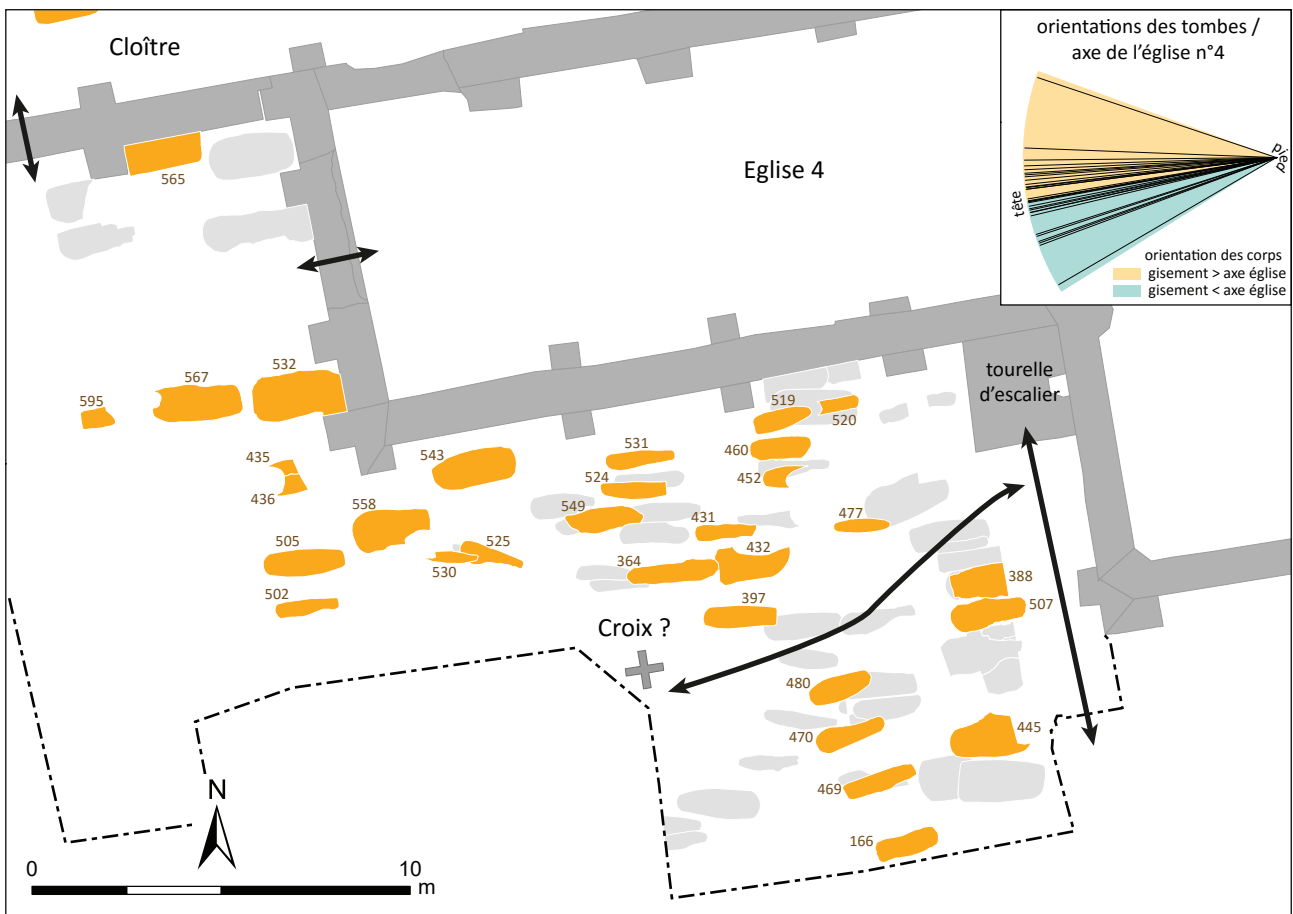 Cloître
orientations des tombes /
axe de l'église n°4
pied
tête
orientation des corps
gisement > axe église
gisement < axe église
565
Eglise 4
tourelle
d'escalier
595
567
532
519
520
435
436
543
531
460
452
524
558
549
431
477
505
525
530
364
432
388
502
397
507
Croix ?
480
470
445
469
166
N
0
10
m